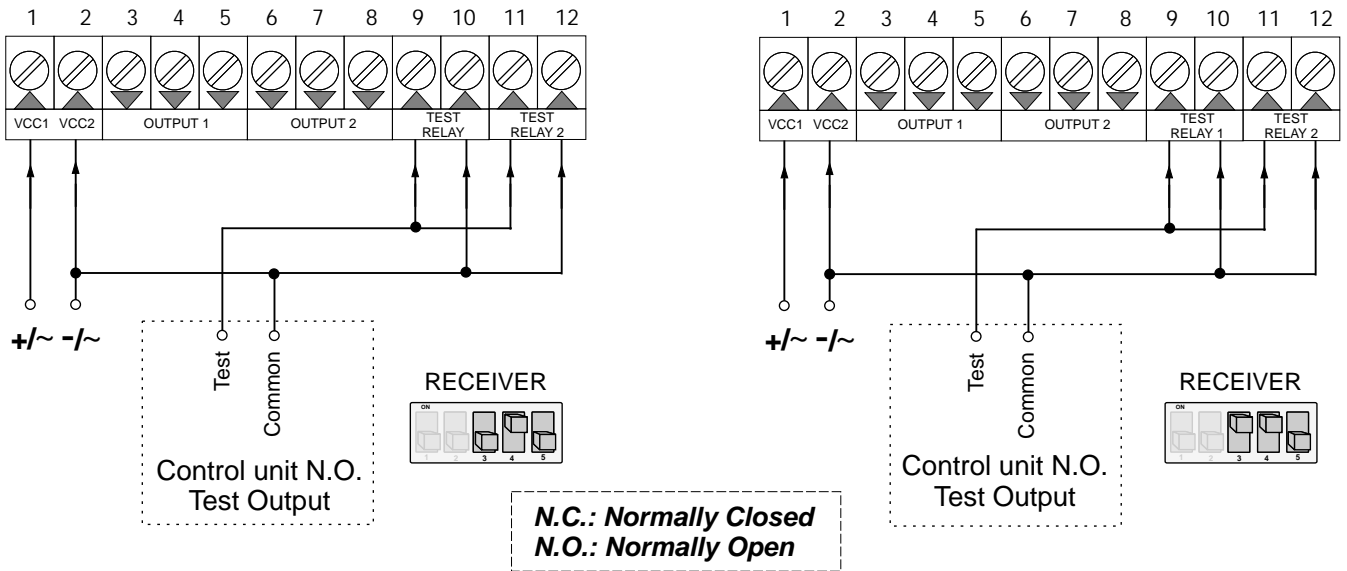 1 2 3 4 5 6 7 8 9 10 11 12
VCC1 VCC2 OUTPUT 1 OUTPUT 2 TEST RELAY TEST RELAY 2
+/~ -/~
Test
Common
Control unit N.O.
Test Output
RECEIVER
ON
1 2 3 4 5
1 2 3 4 5 6 7 8 9 10 11 12
VCC1 VCC2 OUTPUT 1 OUTPUT 2 TEST RELAY 1 TEST RELAY 2
+/~ -/~
Test
Common
Control unit N.O.
Test Output
RECEIVER
ON
1 2 3 4 5
N.C.: Normally Closed
N.O.: Normally Open